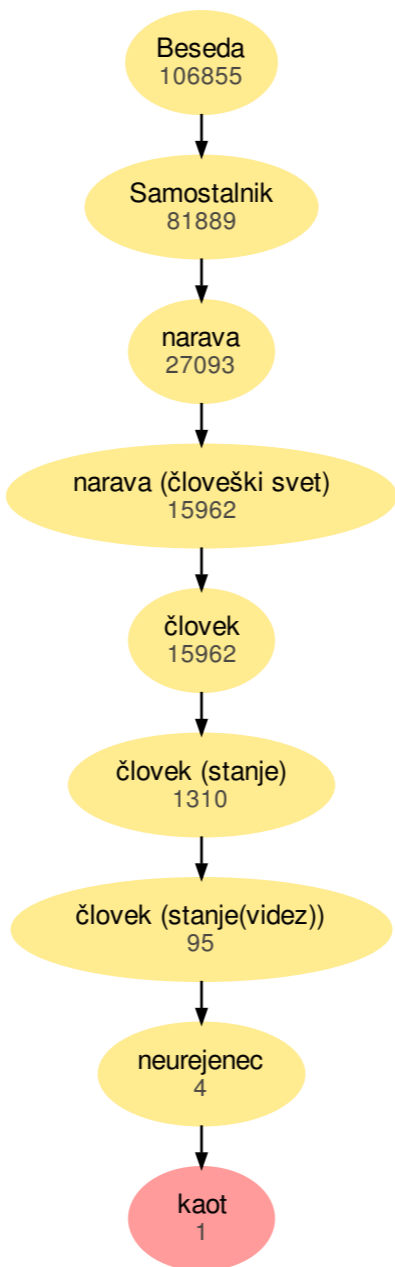 Beseda
106855
Samostalnik
81889
narava
27093
narava (človeški svet)
15962
človek
15962
človek (stanje)
1310
človek (stanje(videz))
95
neurejenec
4
kaot
1